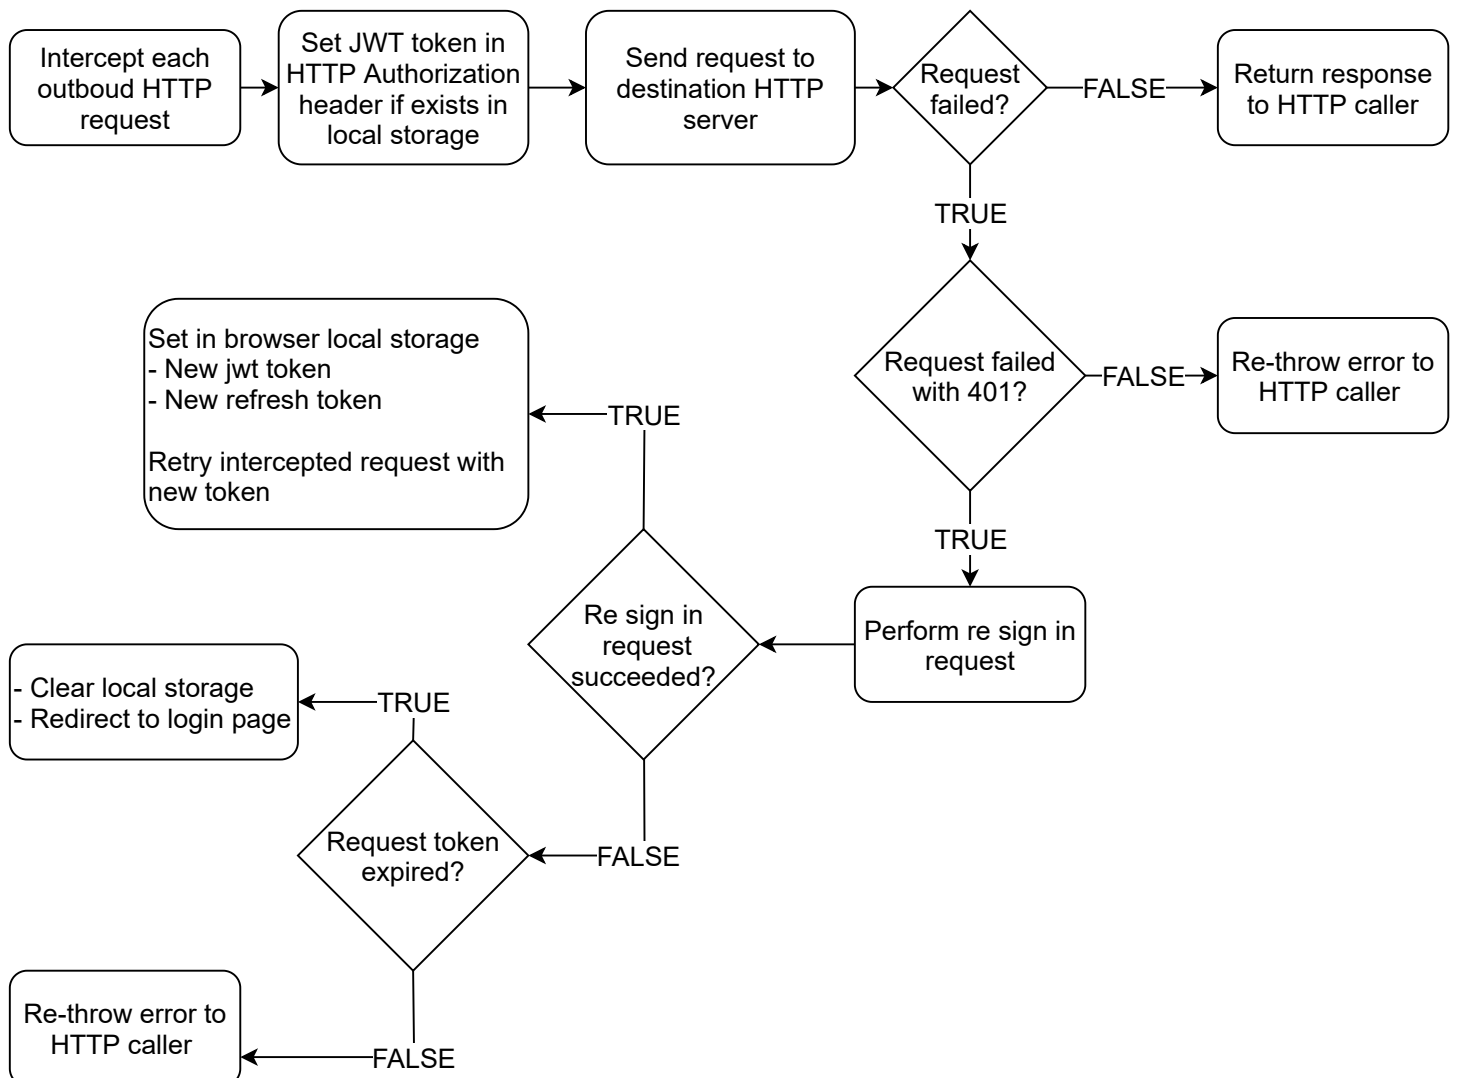 Intercept each
outboud HTTP
request
Set JWT token in
HTTP Authorization
header if exists in
local storage
Send request to
destination HTTP
server
Request
failed?
FALSE
Return response
to HTTP caller
TRUE
Request failed
with 401?
FALSE
Re-throw error to
HTTP caller
TRUE
Perform re sign in
request
Re sign in
request
succeeded?
TRUE
Set in browser local storage
- New jwt token
- New refresh token
Retry intercepted request with
new token
FALSE
Request token
expired?
TRUE
- Clear local storage
- Redirect to login page
FALSE
Re-throw error to
HTTP caller